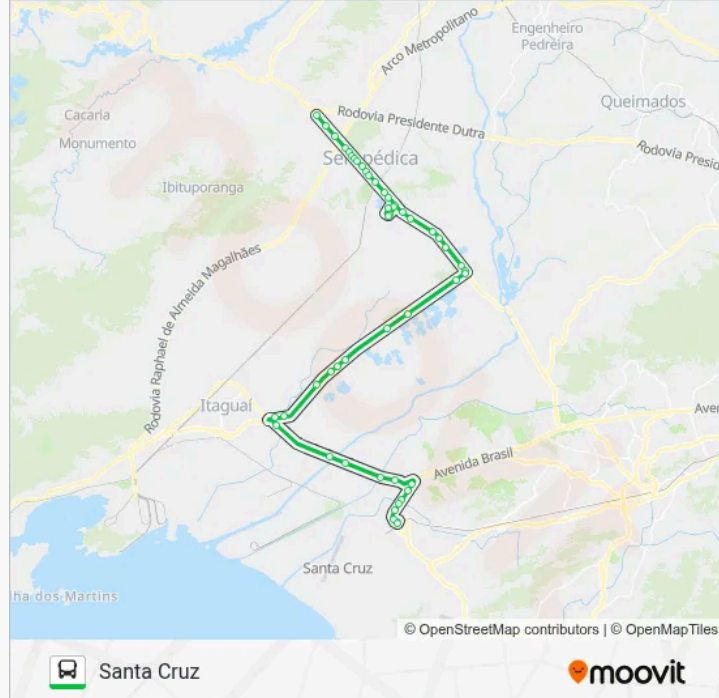 Arco Metropolitano
Engenheiro
Pedreira
Cacaria
Monumento
Rodovia Presidente Dutra
Queimados
Rodovia Presid
Seropédica
Ibituporanga
Rodovia Raphael de Almeida Magalhães
Itaguaí
Aven
Avenida Brasil
Santa Cruz
lha dos Martins
© OpenStreetMap contributors | © OpenMapTiles
Santa Cruz
moovit